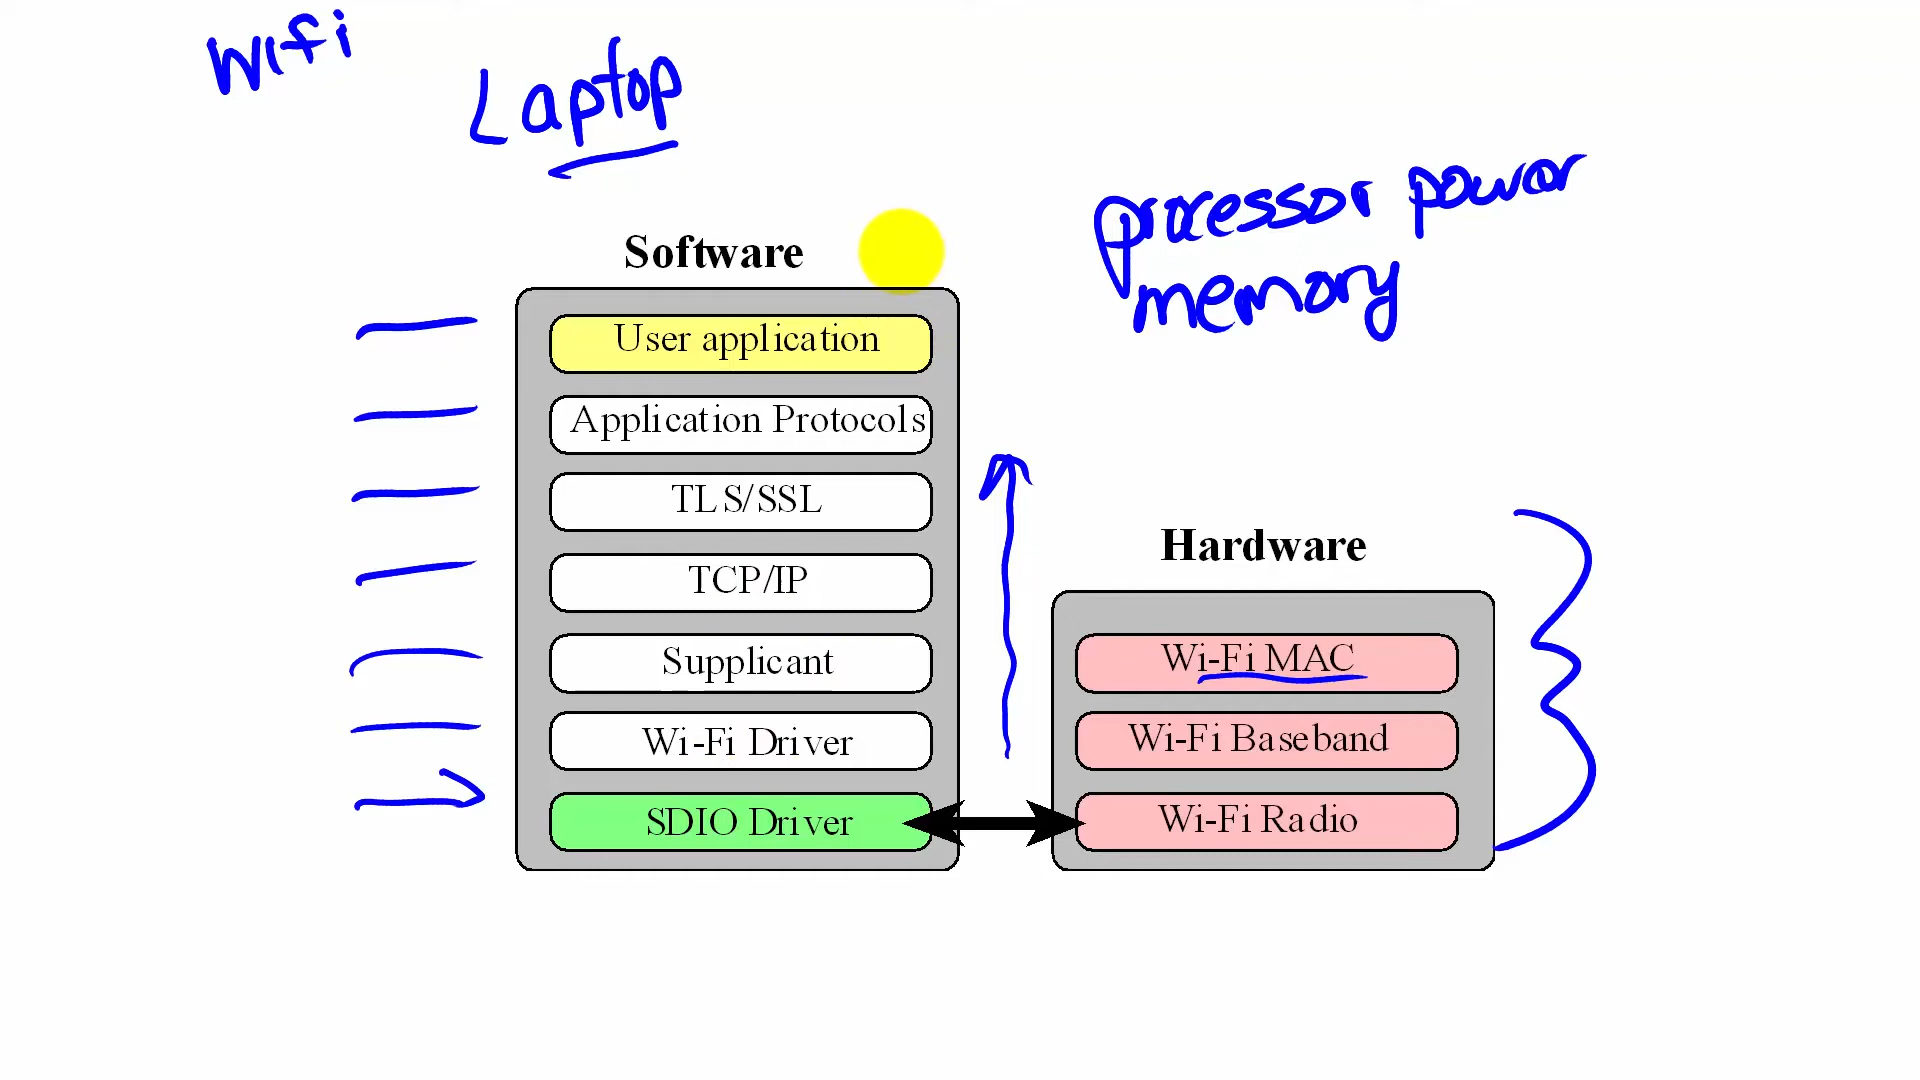 wifi
Laptop
processor power
memory
Software
User application
Application Protocols
TLS/SSL
TCP/IP
Supplicant
Wi-Fi Driver
SDIO Driver
Hardware
Wi-Fi MAC
Wi-Fi Baseband
Wi-Fi Radio